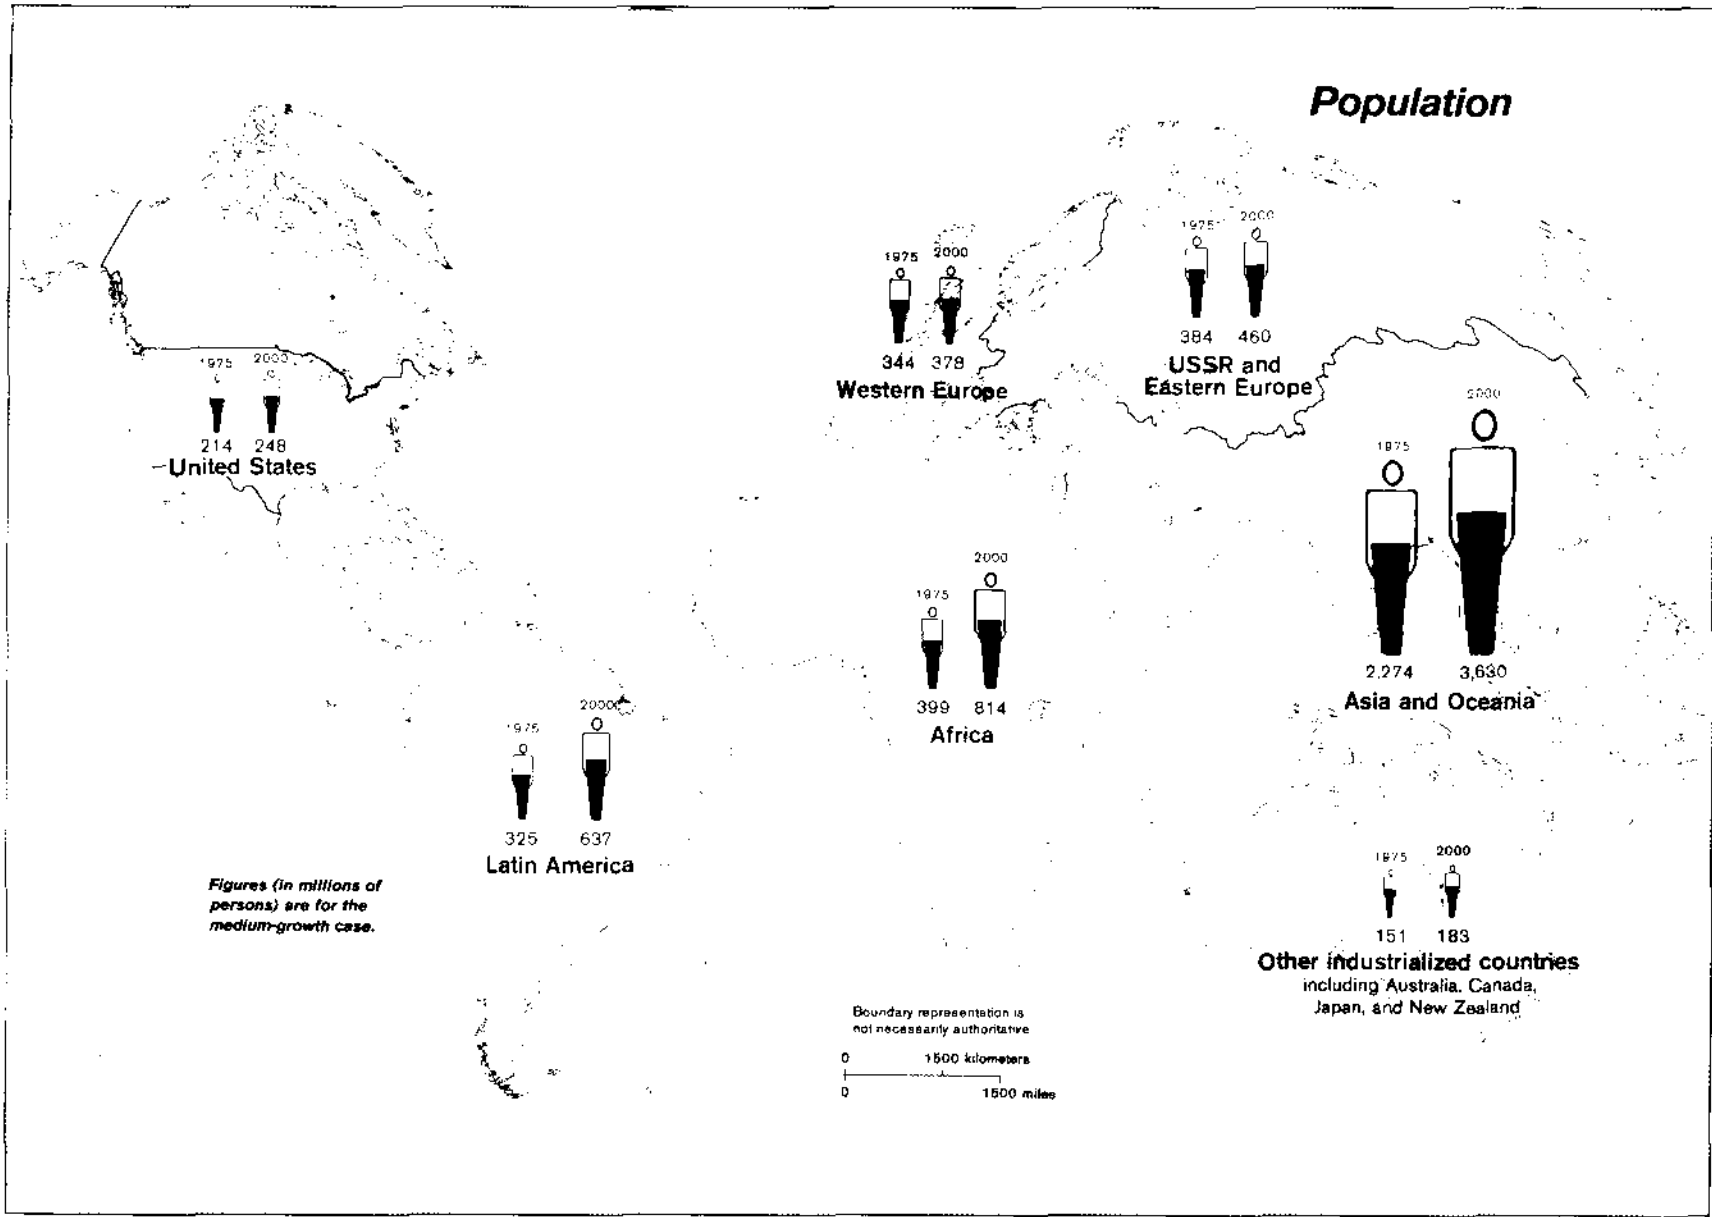 Population
1975 2000
214 248
United States
1975 2000
344 378
Western Europe
1975 2000
384 460
USSR and
Eastern Europe
1975 2000
2,274 3,630
Asia and Oceania
1975 2000
399 814
Africa
1975 2000
325 637
Latin America
1975 2000
151 183
Other industrialized countries
including Australia, Canada,
Japan, and New Zealand
Figures (in millions of
persons) are for the
medium-growth case.
Boundary representation is
not necessarily authoritative
0 1500 kilometers
0 1500 miles